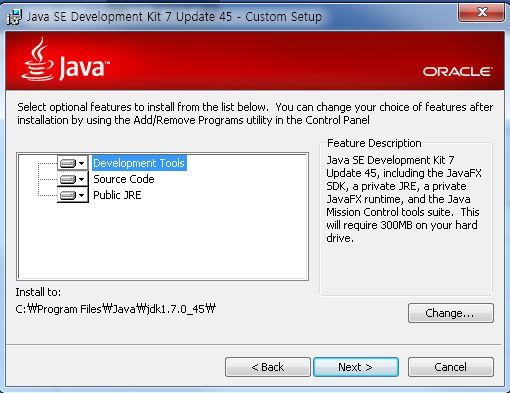 Java SE Development Kit 7 Update 45 - Custom Setup
Java™
ORACLE
Select optional features to install from the list below. You can change your choice of features after
installation by using the Add/Remove Programs utility in the Control Panel
Development Tools
Source Code
Public JRE
Feature Description
Java SE Development Kit 7
Update 45, including the JavaFX
SDK, a private JRE, a private
JavaFX runtime, and the Java
Mission Control tools suite. This
will require 300MB on your hard
drive.
Install to:
C:₩Program Files₩Java₩jdk1.7.0_45₩
Change...
< Back
Next >
Cancel